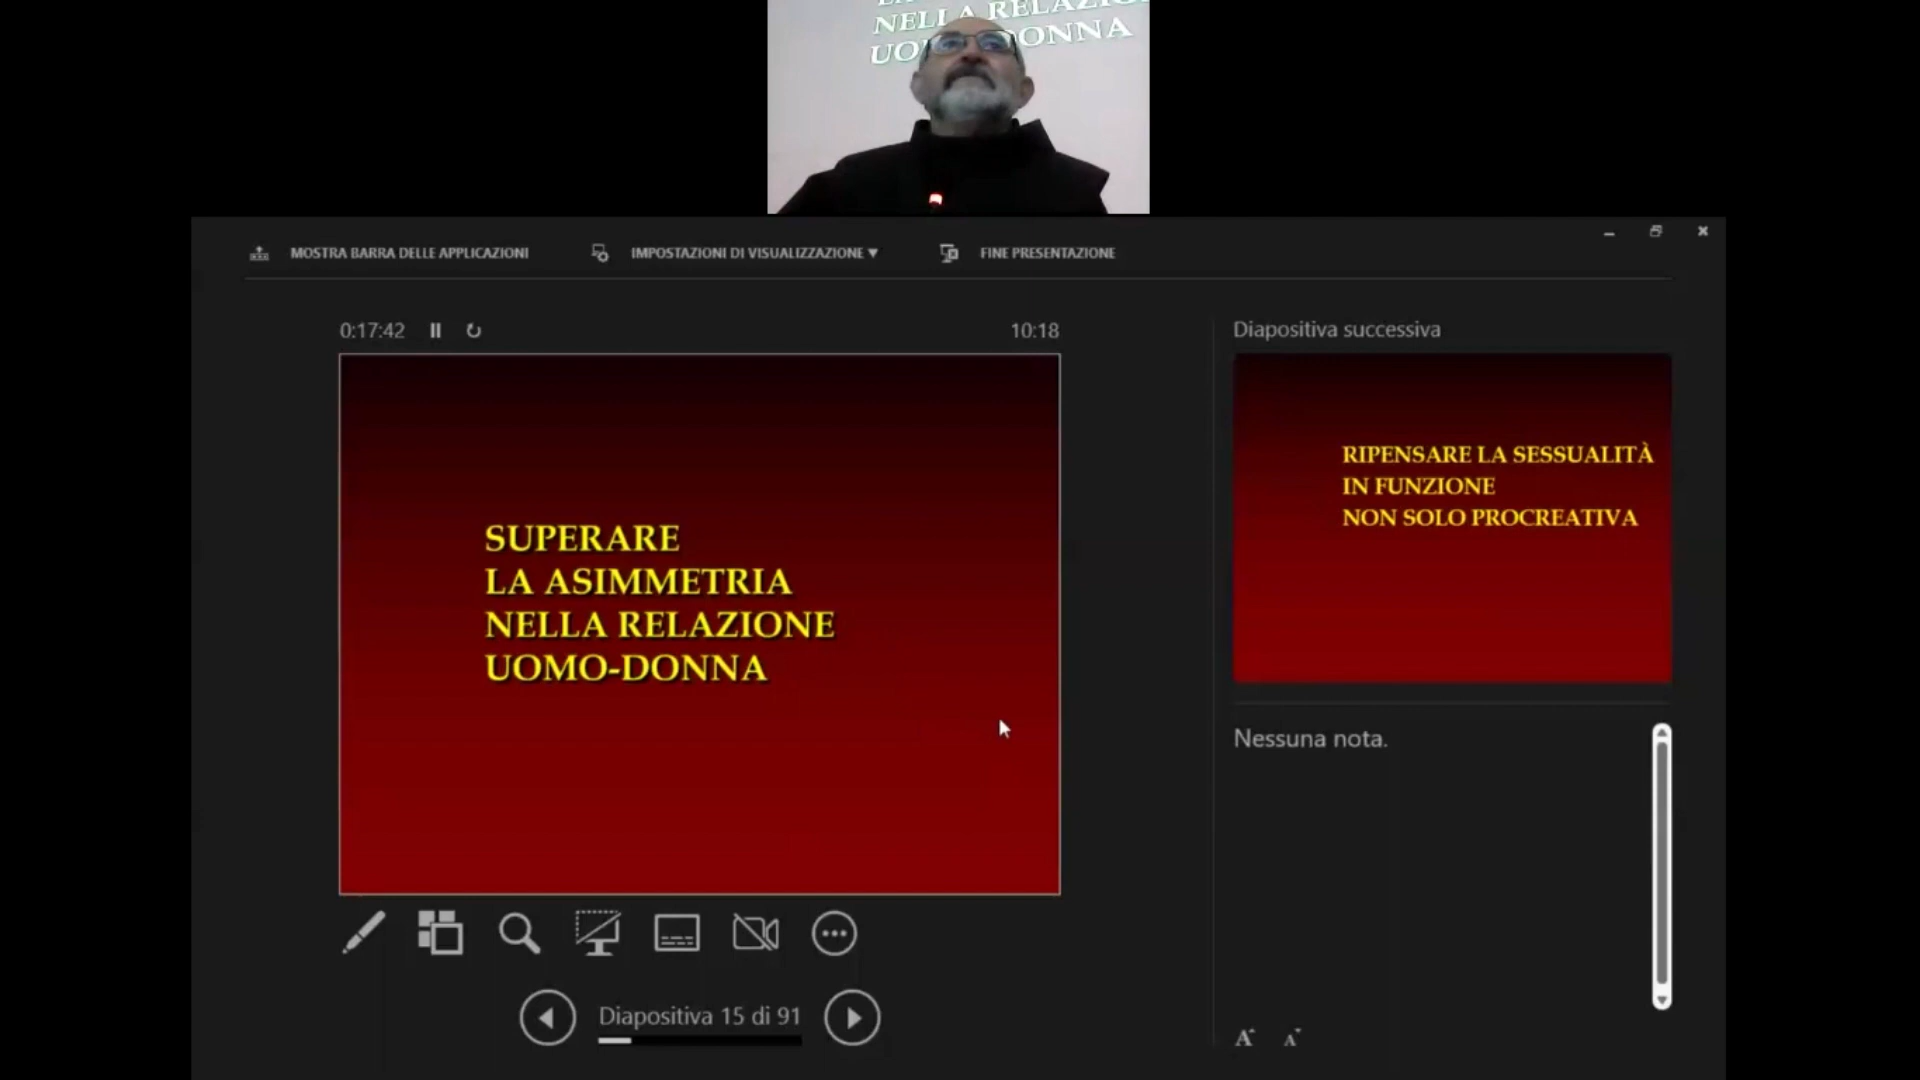 NELLA RELAZIO
UO DONNA
MOSTRA BARRA DELLE APPLICAZIONI
IMPOSTAZIONI DI VISUALIZZAZIONE ▼
FINE PRESENTAZIONE
0:17:42
10:18
SUPERARE
LA ASIMMETRIA
NELLA RELAZIONE
UOMO-DONNA
Diapositiva successiva
RIPENSARE LA SESSUALITÀ
IN FUNZIONE
NON SOLO PROCREATIVA
Nessuna nota.
Diapositiva 15 di 91
A A